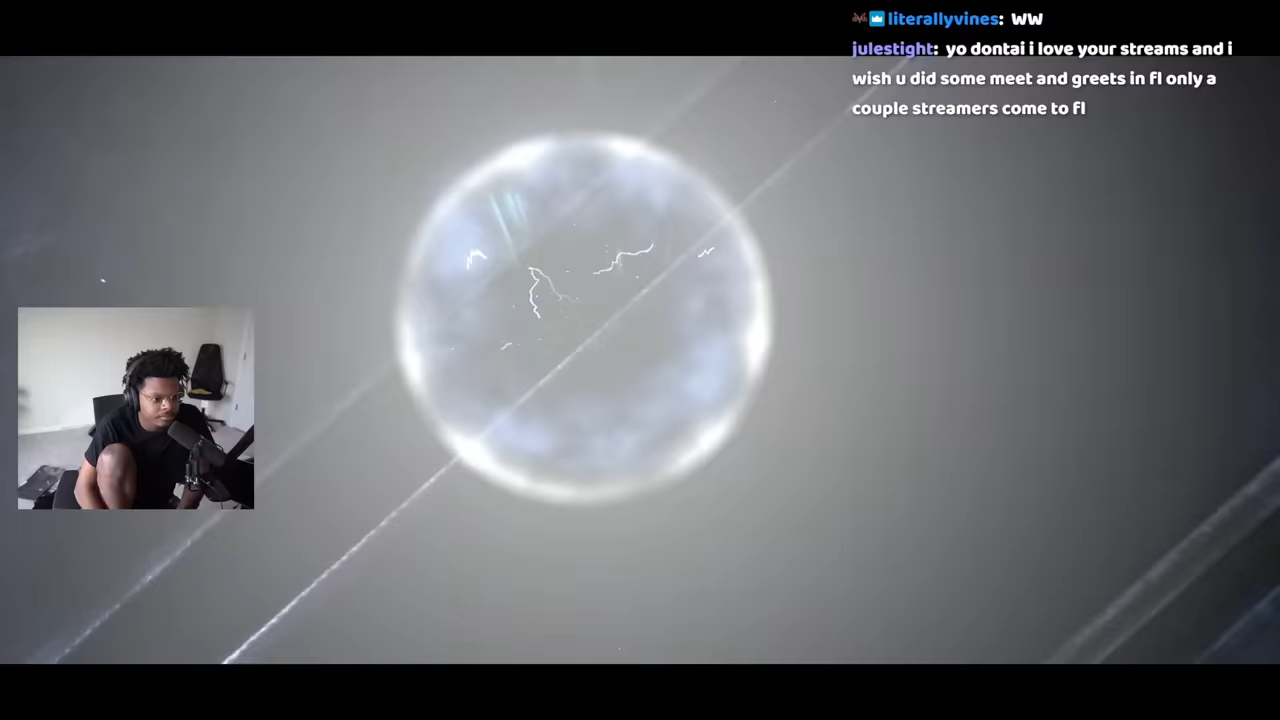 literallyvines: WW
julestight: yo dontai i love your streams and i
wish u did some meet and greets in fl only a
couple streamers come to fl